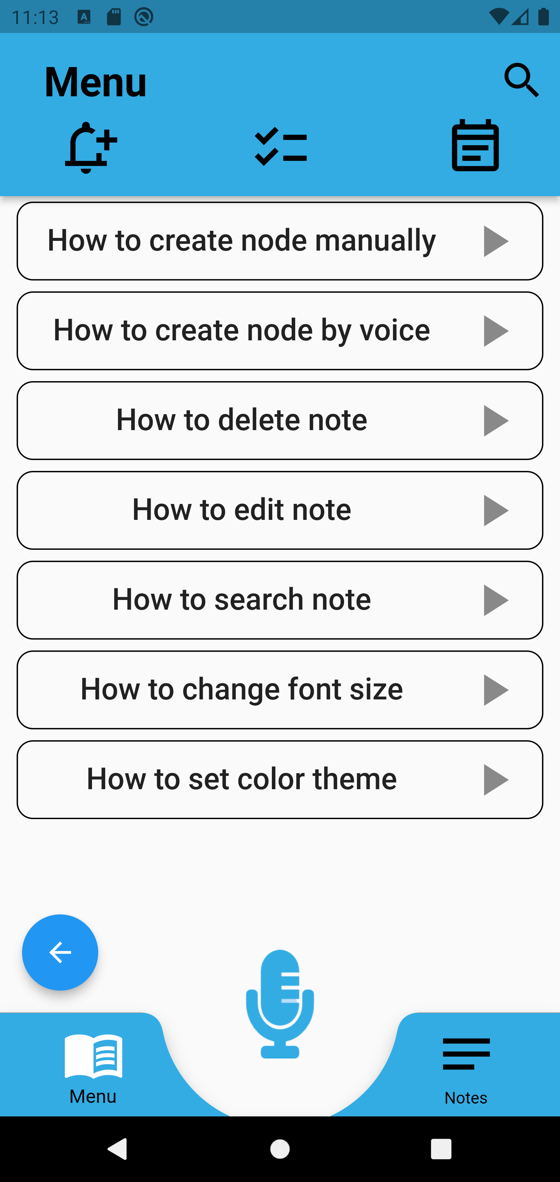 11:13
Menu
How to create node manually
How to create node by voice
How to delete note
How to edit note
How to search note
How to change font size
How to set color theme
Menu
Notes